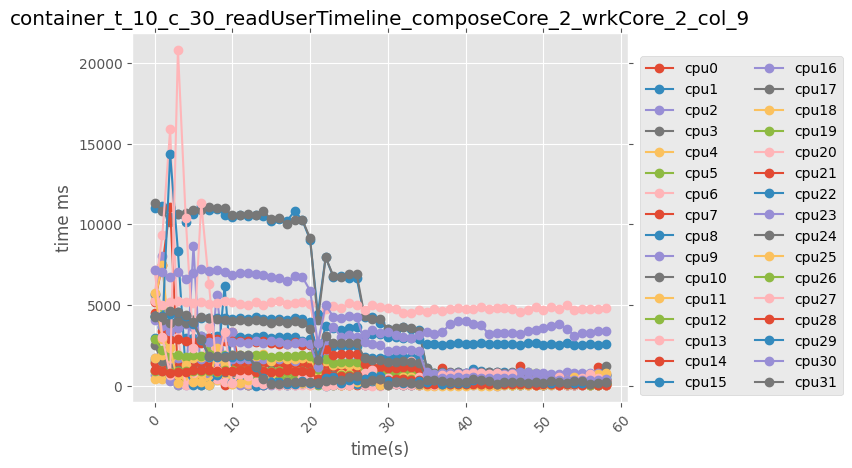 container_t_10_c_30_readUserTimeline_composeCore_2_wrkCore_2_col_9
20000
15000
10000
5000
0
time ms
0
10
20
30
40
50
60
time(s)
cpu0
cpu1
cpu2
cpu3
cpu4
cpu5
cpu6
cpu7
cpu8
cpu9
cpu10
cpu11
cpu12
cpu13
cpu14
cpu15
cpu16
cpu17
cpu18
cpu19
cpu20
cpu21
cpu22
cpu23
cpu24
cpu25
cpu26
cpu27
cpu28
cpu29
cpu30
cpu31